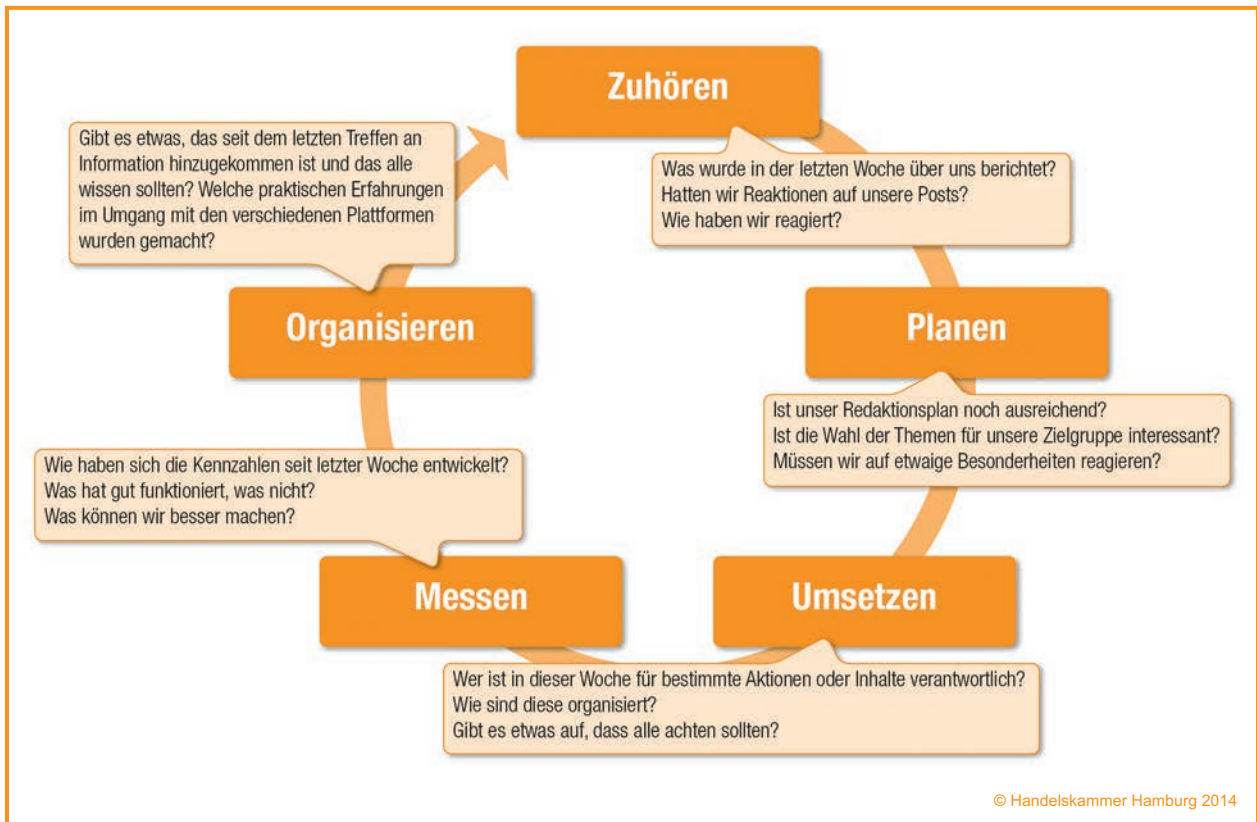 Zuhören
Was wurde in der letzten Woche über uns berichtet?
Hatten wir Reaktionen auf unsere Posts?
Wie haben wir reagiert?
Planen
Ist unser Redaktionsplan noch ausreichend?
Ist die Wahl der Themen für unsere Zielgruppe interessant?
Müssen wir auf etwaige Besonderheiten reagieren?
Umsetzen
Wer ist in dieser Woche für bestimmte Aktionen oder Inhalte verantwortlich?
Wie sind diese organisiert?
Gibt es etwas auf, dass alle achten sollten?
Messen
Wie haben sich die Kennzahlen seit letzter Woche entwickelt?
Was hat gut funktioniert, was nicht?
Was können wir besser machen?
Organisieren
Gibt es etwas, das seit dem letzten Treffen an
Information hinzugekommen ist und das alle
wissen sollten? Welche praktischen Erfahrungen
im Umgang mit den verschiedenen Plattformen
wurden gemacht?
© Handelskammer Hamburg 2014